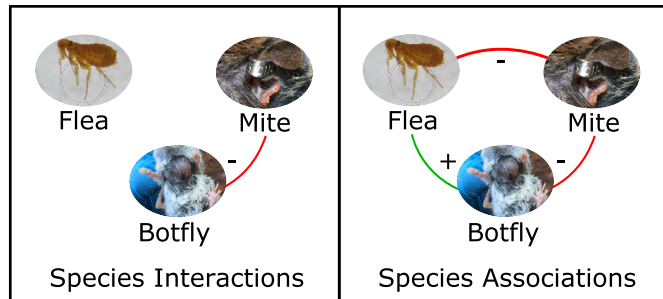 Flea
Mite
-
Botfly
Species Interactions
-
Flea
Mite
+
-
Botfly
Species Associations